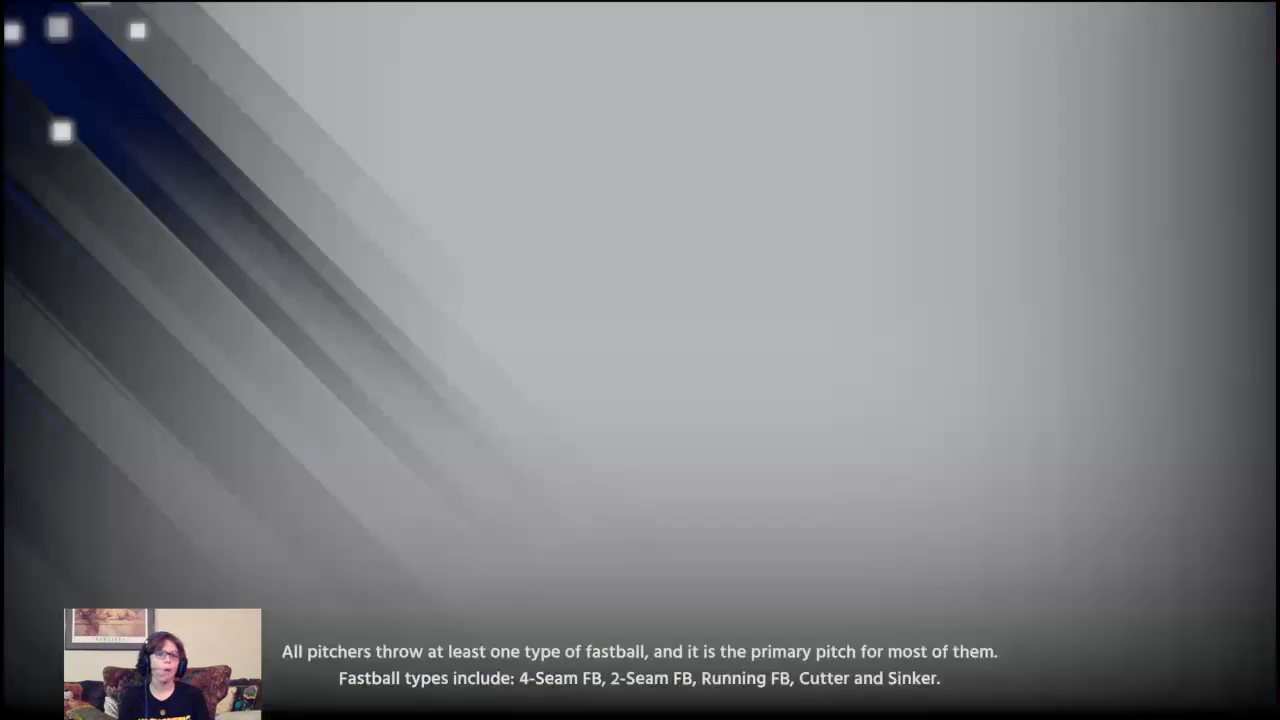 All pitchers throw at least one type of fastball, and it is the primary pitch for most of them.
Fastball types include: 4-Seam FB, 2-Seam FB, Running FB, Cutter and Sinker.